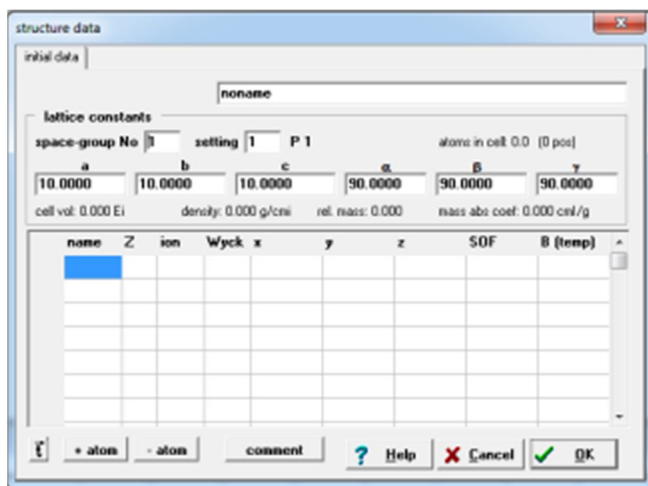 structure data
initial data
noname
lattice constants
space-group No 1 setting 1 P 1 atoms in cell: 0.0 (0 pos)
a b c α β γ
10.0000 10.0000 10.0000 90.0000 90.0000 90.0000
cell vol: 0.000 Ei density: 0.000 g/cmi rel. mass: 0.000 mass abs coef: 0.000 cml/g
name Z ion Wyck x y z SOF B (temp)
+ atom - atom comment ? Help Cancel OK